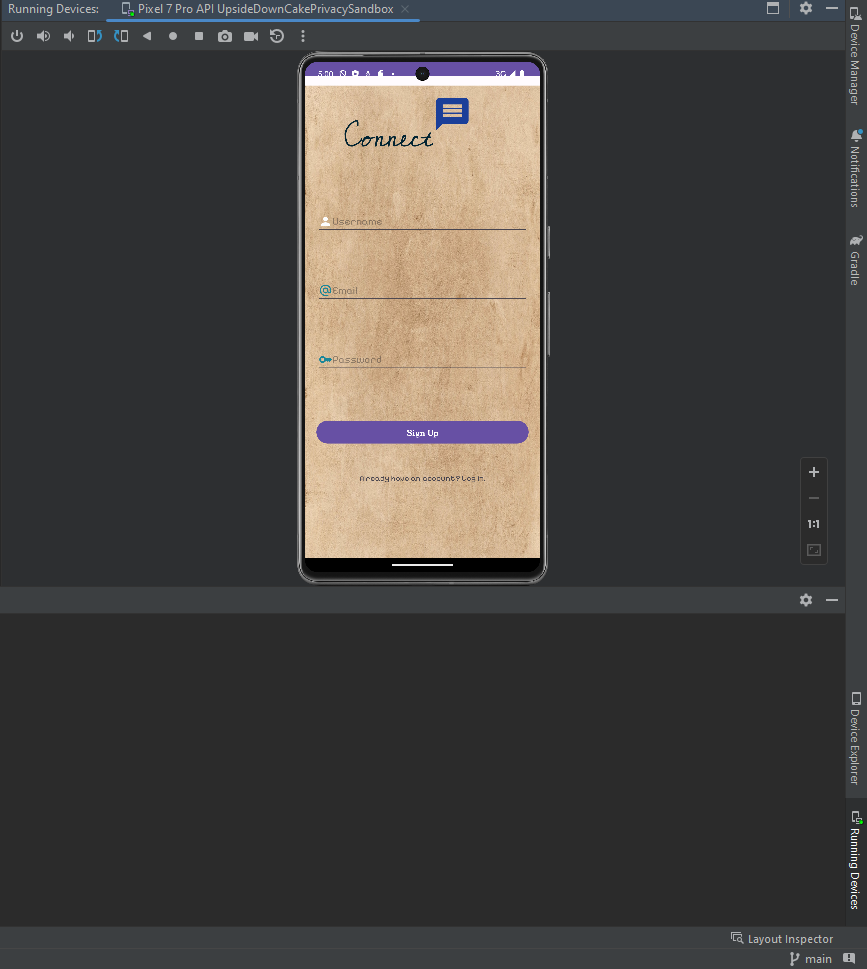 Running Devices:
Pixel 7 Pro API UpsideDownCakePrivacySandbox
5:00
3G
Connect
Username
Email
Password
Sign Up
Already have an account? Log in.
1:1
Device Manager
Notifications
Gradle
Device Explorer
Running Devices
Layout Inspector
main